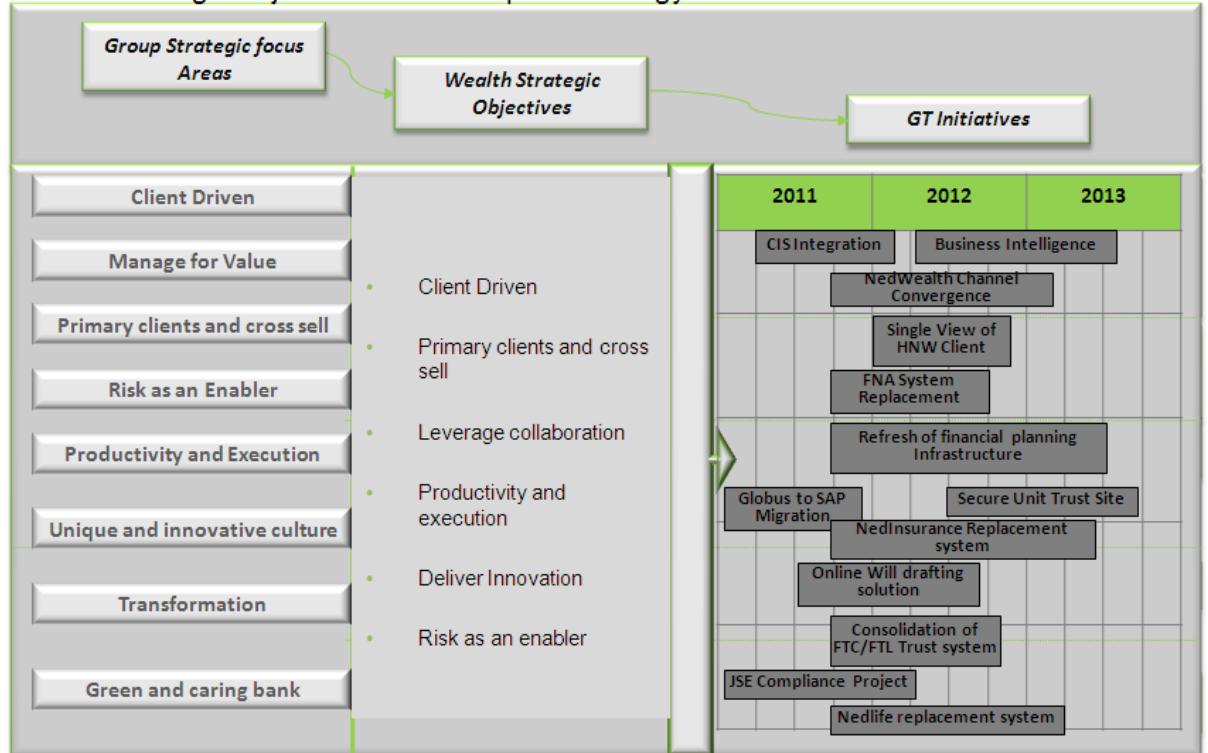 Group Strategic focus
Areas
Wealth Strategic
Objectives
GT Initiatives
Client Driven
Manage for Value
Primary clients and cross sell
Risk as an Enabler
Productivity and Execution
Unique and innovative culture
Transformation
Green and caring bank
• Client Driven
• Primary clients and cross
sell
• Leverage collaboration
• Productivity and
execution
• Deliver Innovation
• Risk as an enabler
2011 2012 2013
CIS Integration
Business Intelligence
NedWealth Channel
Convergence
Single View of
HNW Client
FNA System
Replacement
Refresh of financial planning
Infrastructure
Globus to SAP
Migration
Secure Unit Trust Site
NedInsurance Replacement
system
Online Will drafting
solution
Consolidation of
FTC/FTL Trust system
JSE Compliance Project
Nedlife replacement system